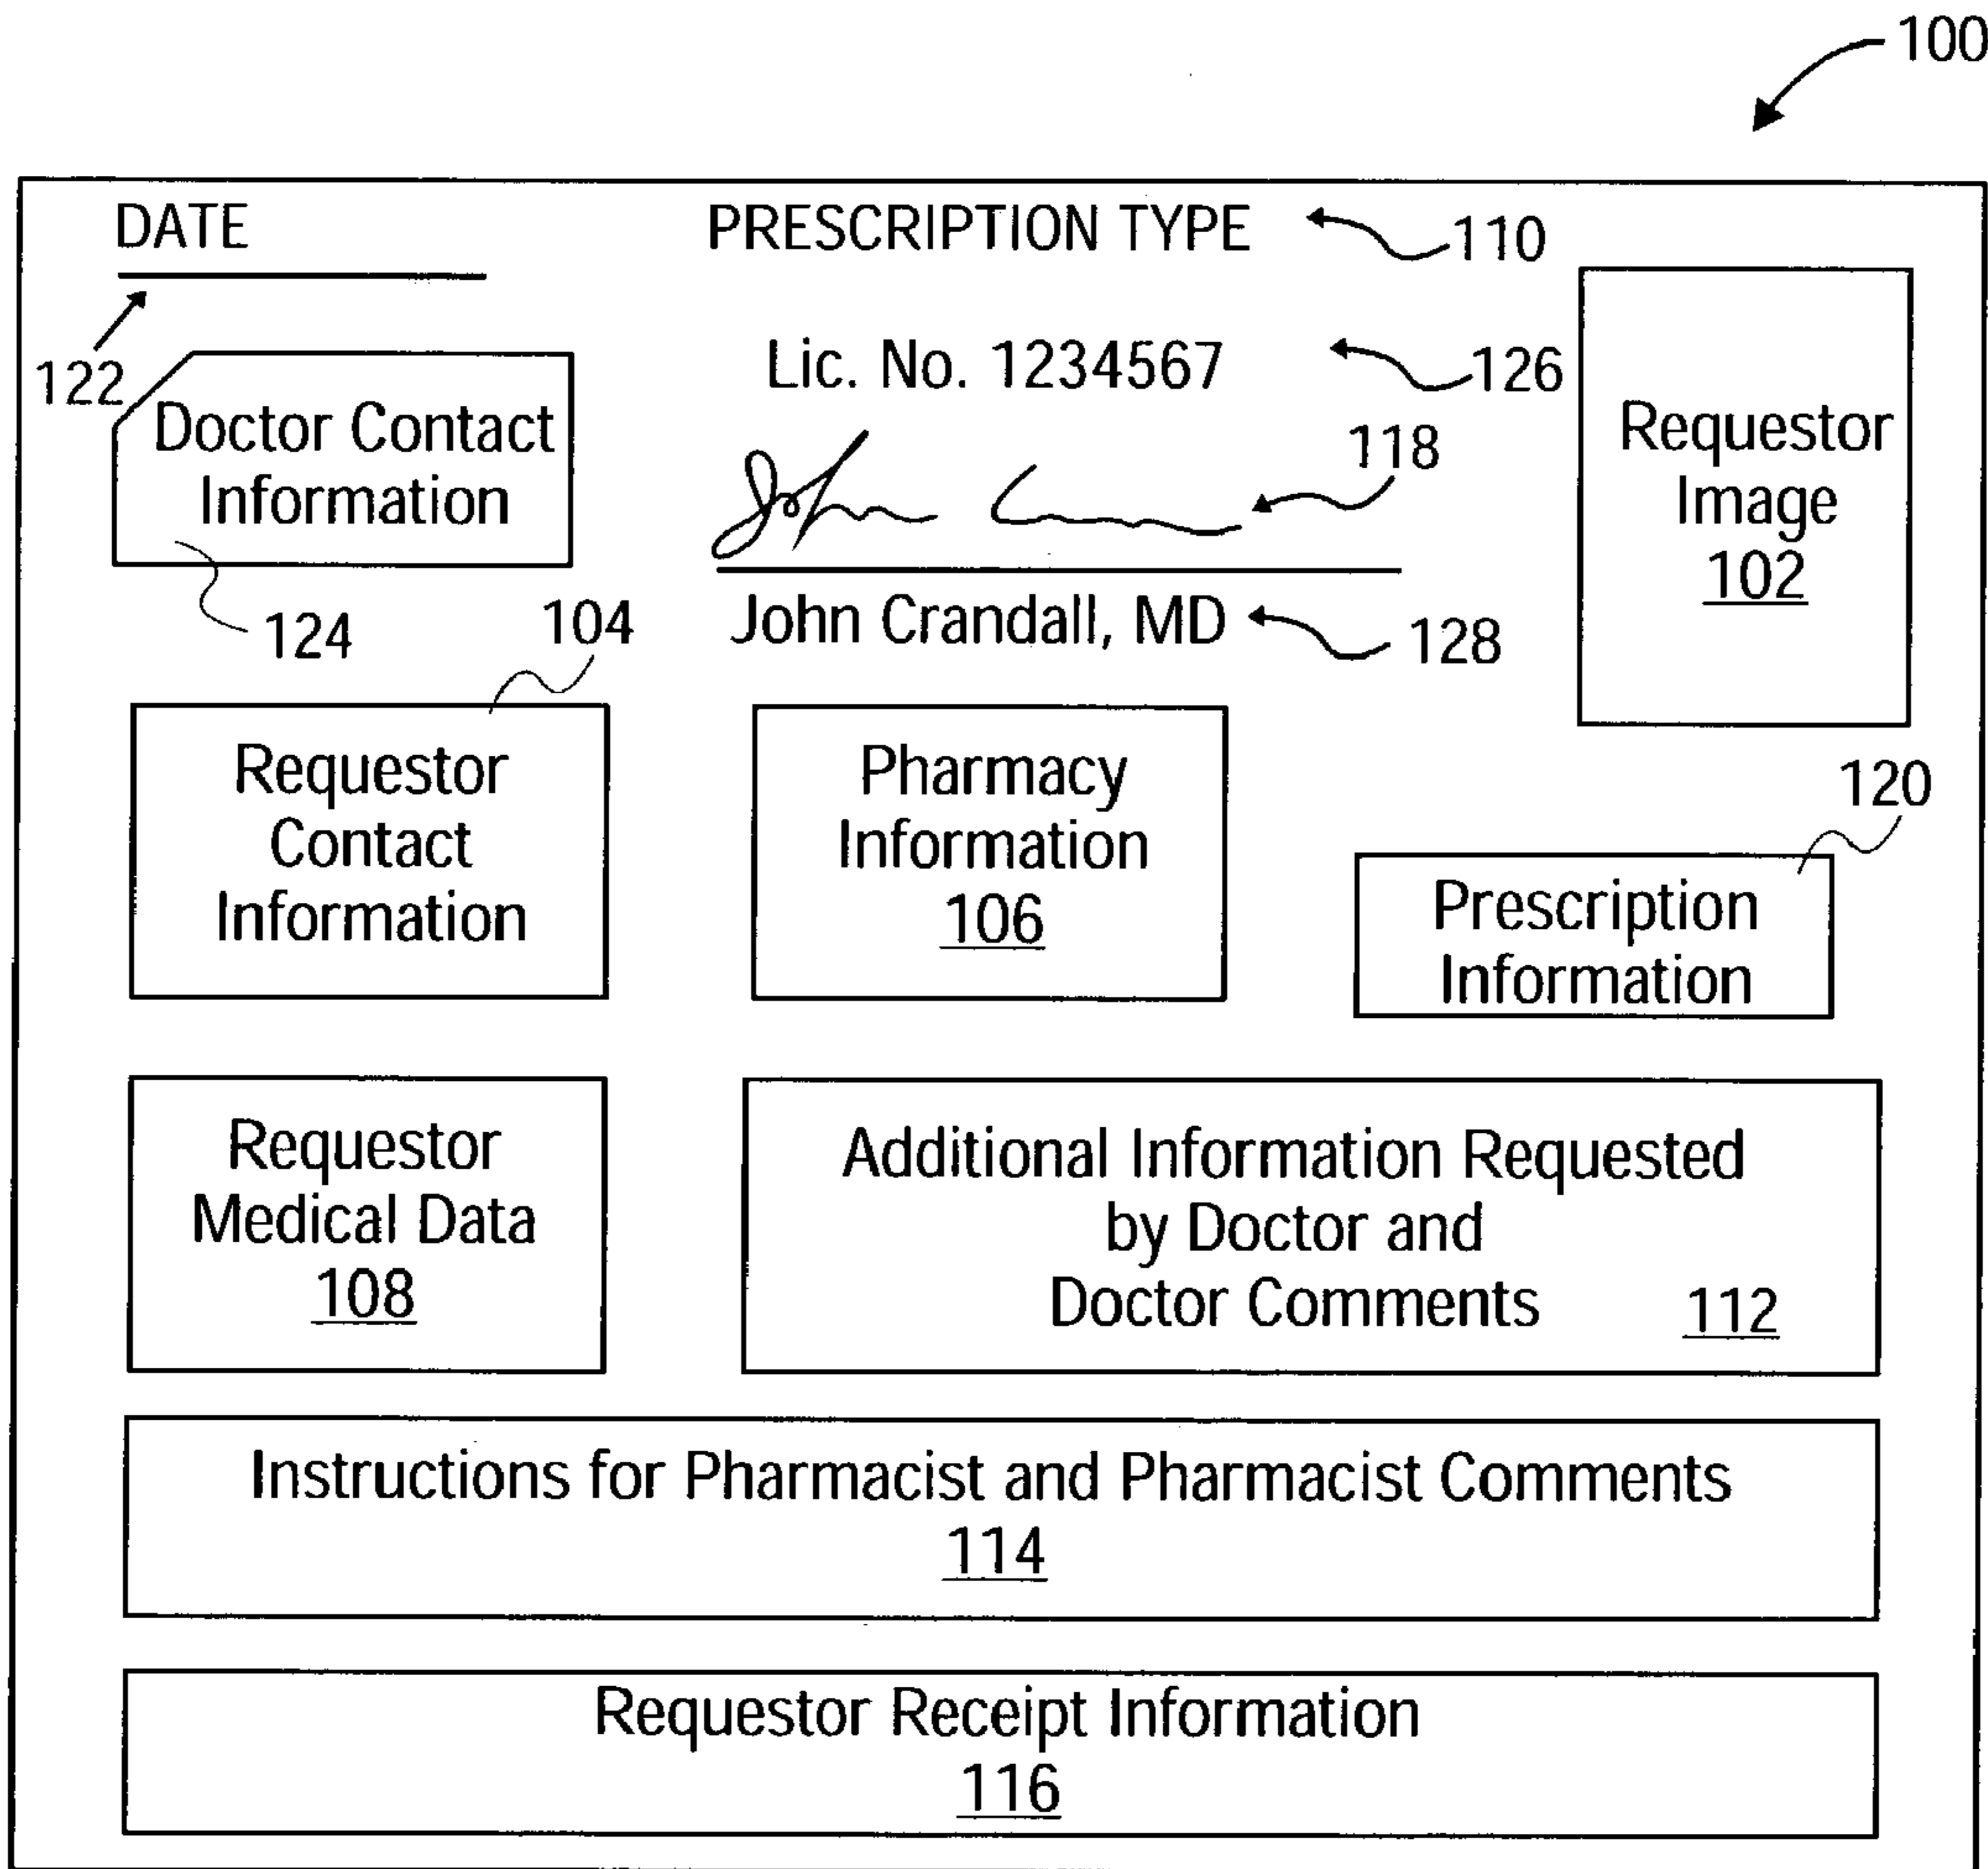 100
DATE
PRESCRIPTION TYPE
110
122
Lic. No. 1234567
126
Doctor Contact
Information
124
John Cran
118
John Crandall, MD
128
Requestor
Image
102
104
Requestor
Contact
Information
Pharmacy
Information
106
120
Prescription
Information
Requestor
Medical Data
108
Additional Information Requested
by Doctor and
Doctor Comments
112
Instructions for Pharmacist and Pharmacist Comments
114
Requestor Receipt Information
116